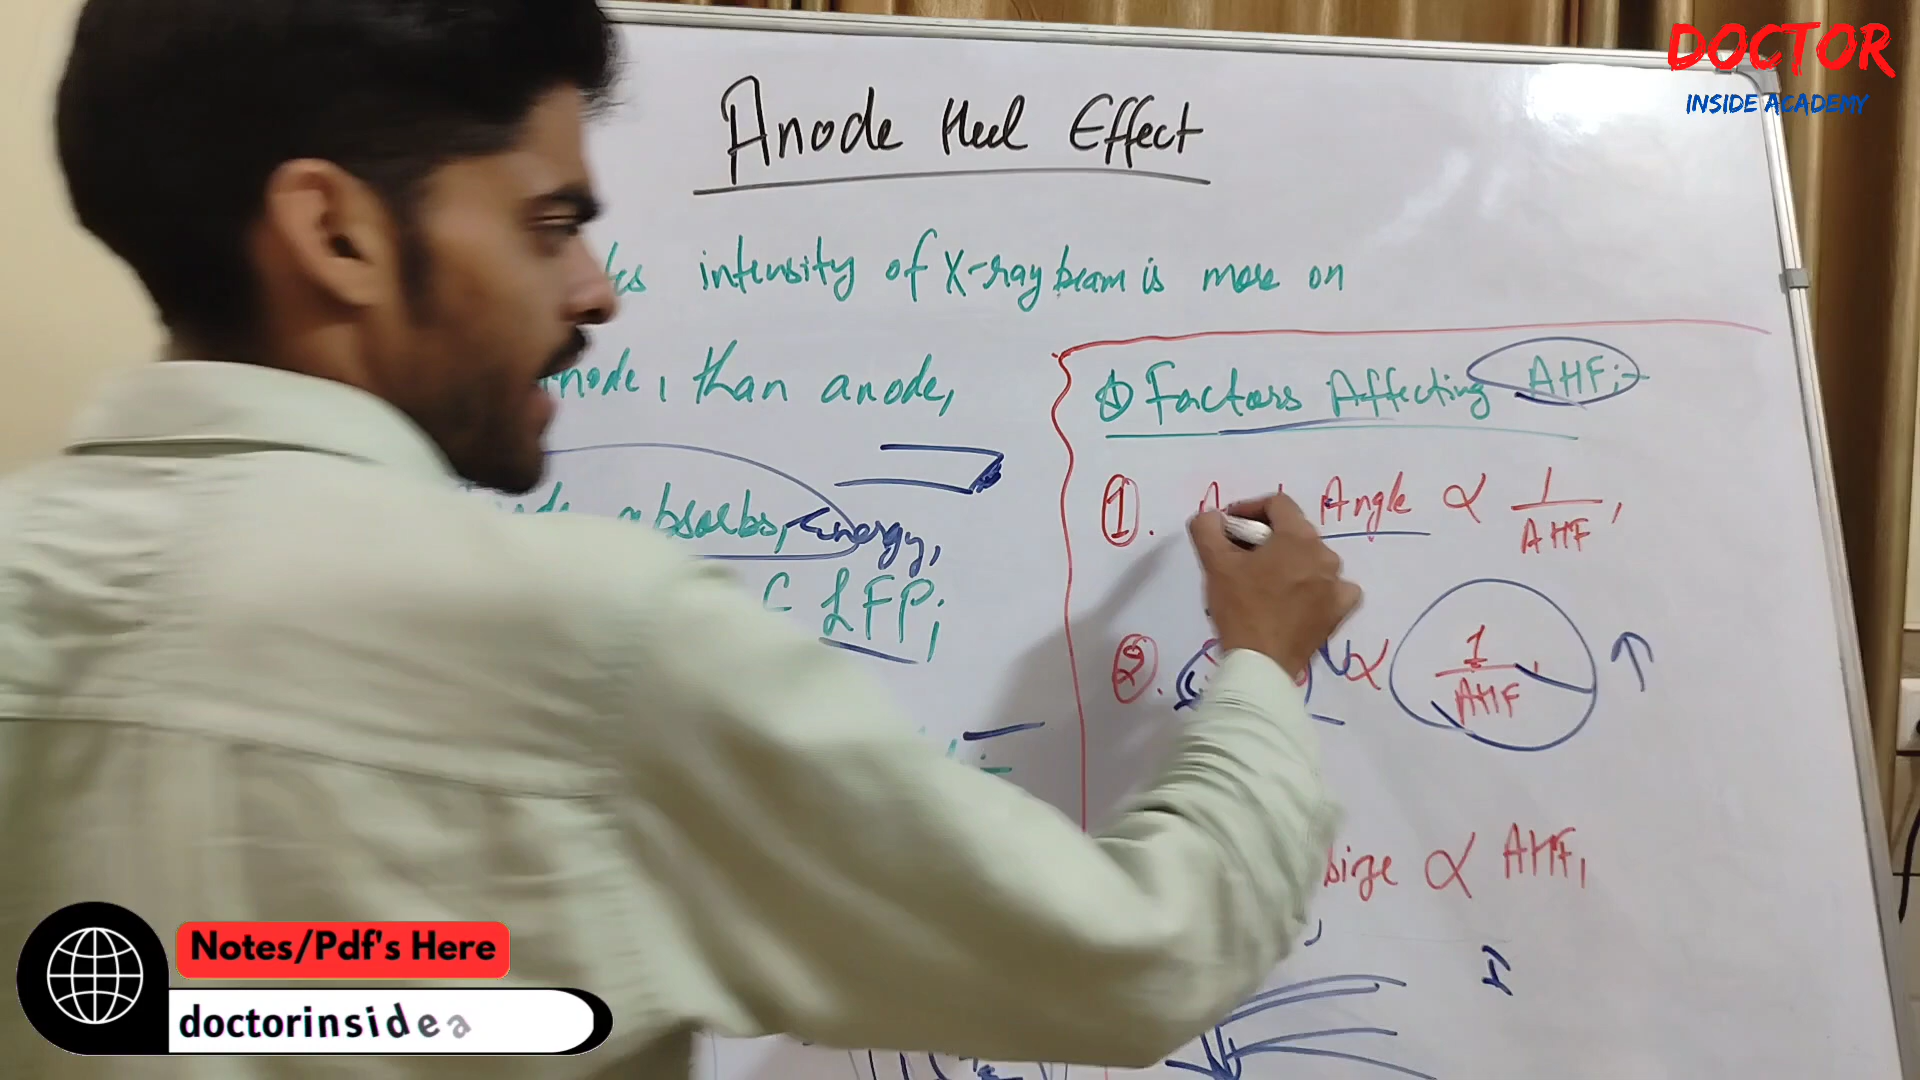 DOCTOR
INSIDE ACADEMY
Anode Heel Effect
intensity of X-ray beam is more on
than anode,
absorbs, Energy,
LFP;
Factors Affecting AHF:-
1. Angle ∝ 1/AHF,
2. ∝ 1/AHF ↑
size ∝ AHF,
Notes/Pdf's Here
doctorinsidea